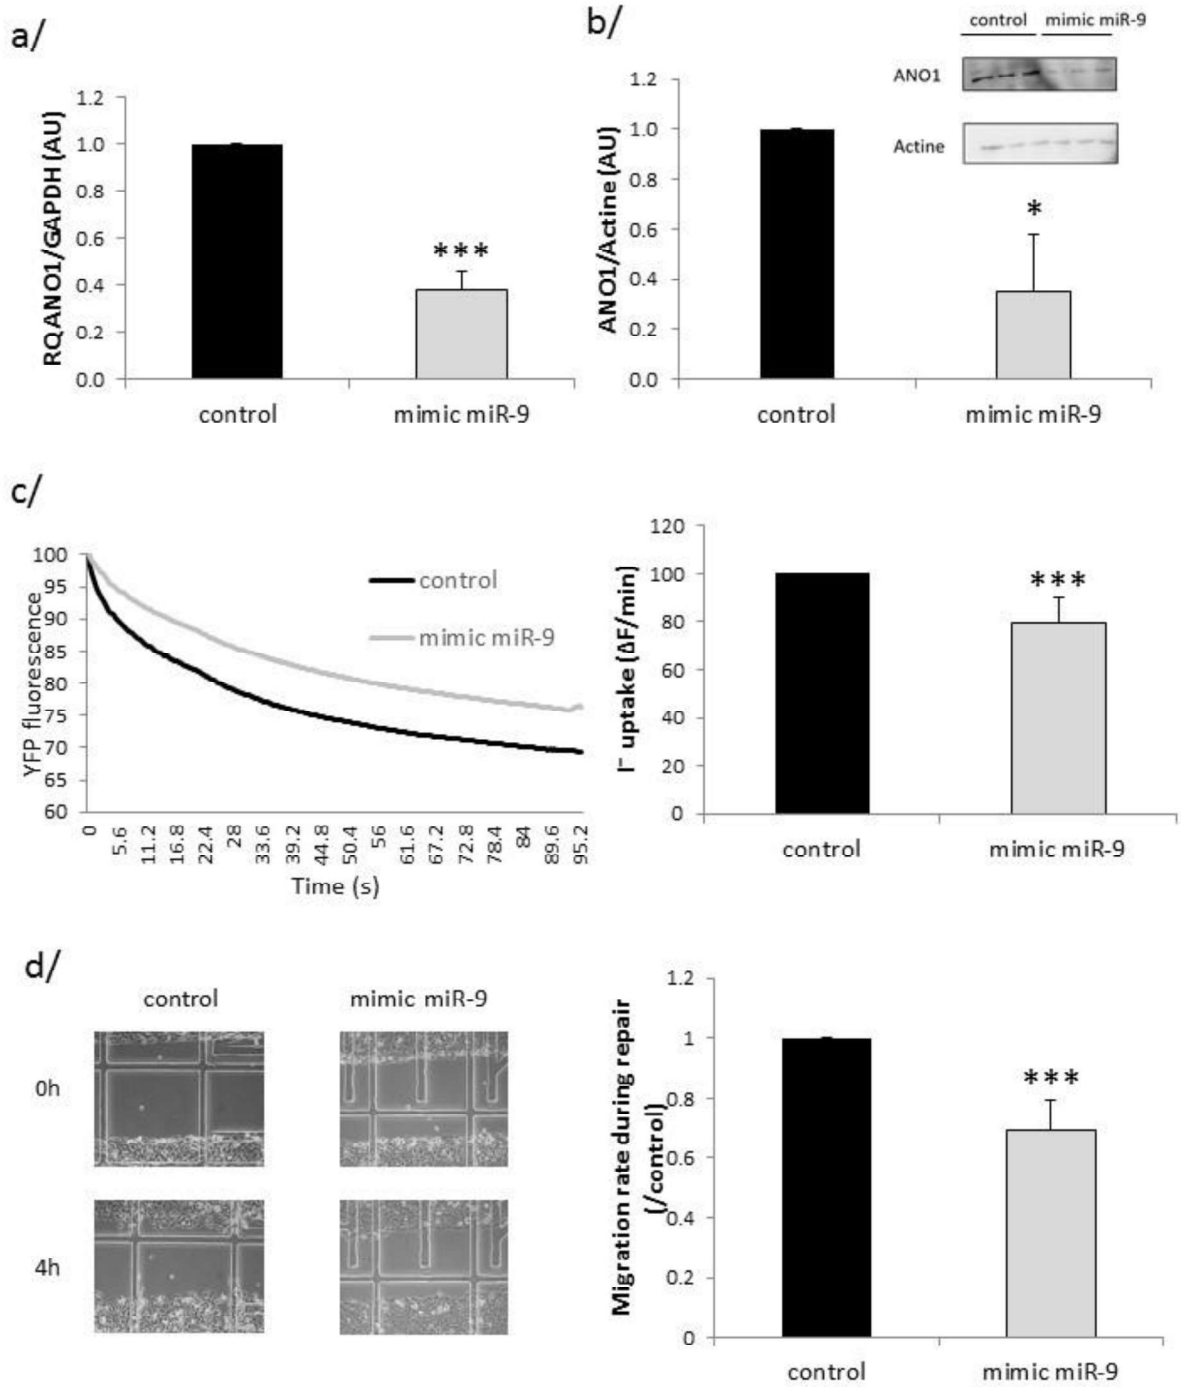 a/
RQANO1/GAPDH (AU)
1.2
1.0
0.8
0.6
0.4
0.2
0.0
***
control
mimic miR-9
b/
control
mimic miR-9
ANO1
Actine
ANO1/Actine (AU)
1.2
1.0
0.8
0.6
0.4
0.2
0.0
*
control
mimic miR-9
c/
YFP fluorescence
100
95
90
85
80
75
70
65
60
control
mimic miR-9
0
5.6
11.2
16.8
22.4
28
33.6
39.2
44.8
50.4
56
61.6
67.2
72.8
78.4
84
89.6
95.2
Time (s)
I⁻ uptake (ΔF/min)
120
100
80
60
40
20
0
***
control
mimic miR-9
d/
control
mimic miR-9
0h
4h
Migration rate during repair
(/control)
1.2
1
0.8
0.6
0.4
0.2
0
***
control
mimic miR-9